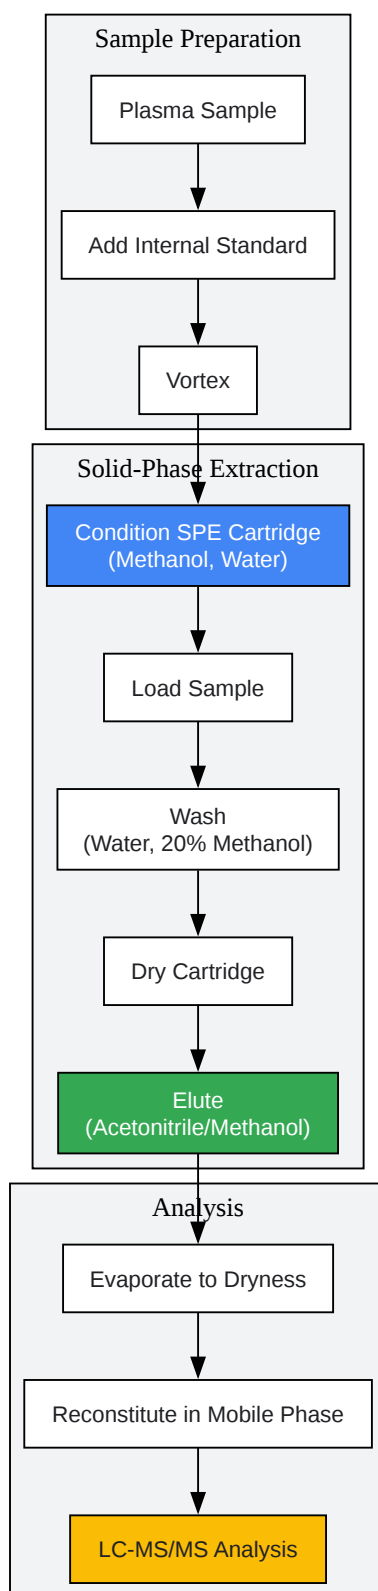 Sample Preparation
Plasma Sample
Add Internal Standard
Vortex
Solid-Phase Extraction
Condition SPE Cartridge
(Methanol, Water)
Load Sample
Wash
(Water, 20% Methanol)
Dry Cartridge
Elute
(Acetonitrile/Methanol)
Analysis
Evaporate to Dryness
Reconstitute in Mobile Phase
LC-MS/MS Analysis